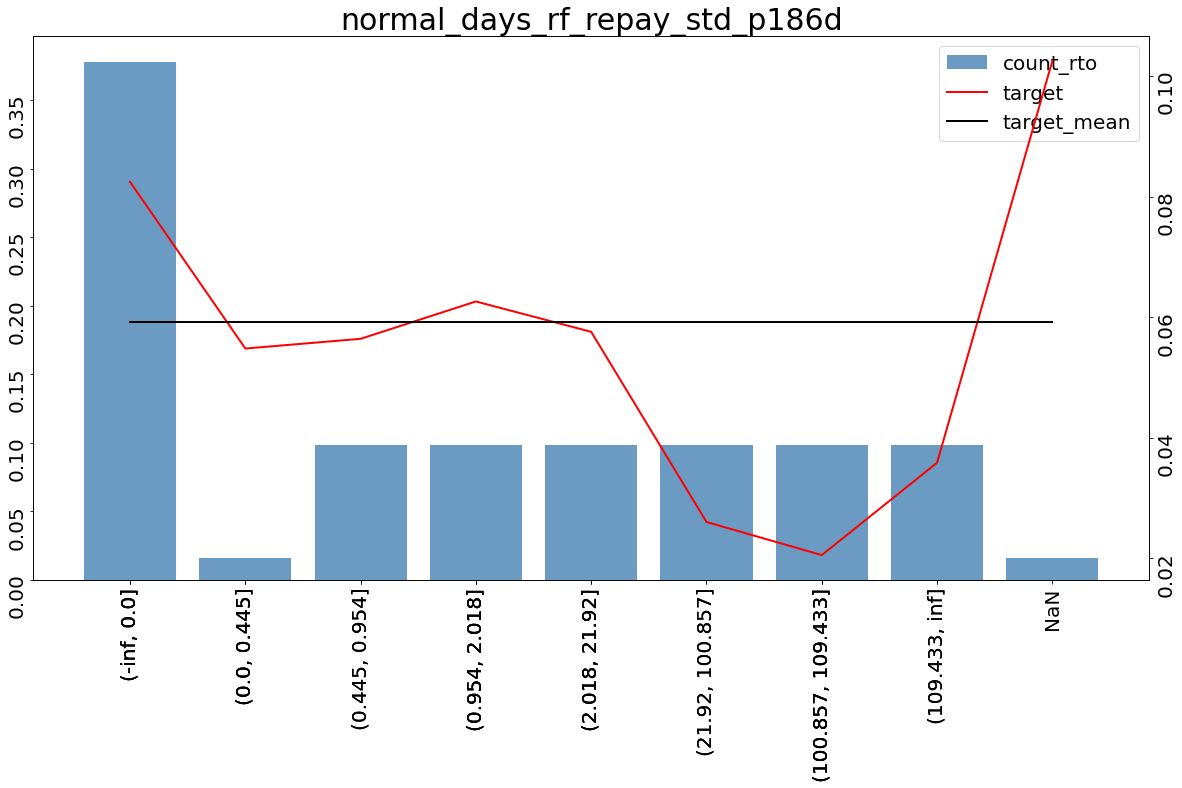 normal_days_rf_repay_std_p186d
count_rto
target
target_mean
0.35
0.30
0.25
0.20
0.15
0.10
0.05
0.00
0.10
0.08
0.06
0.04
0.02
(-inf, 0.0]
(0.0, 0.445]
(0.445, 0.954]
(0.954, 2.018]
(2.018, 21.92]
(21.92, 100.857]
(100.857, 109.433]
(109.433, inf]
NaN